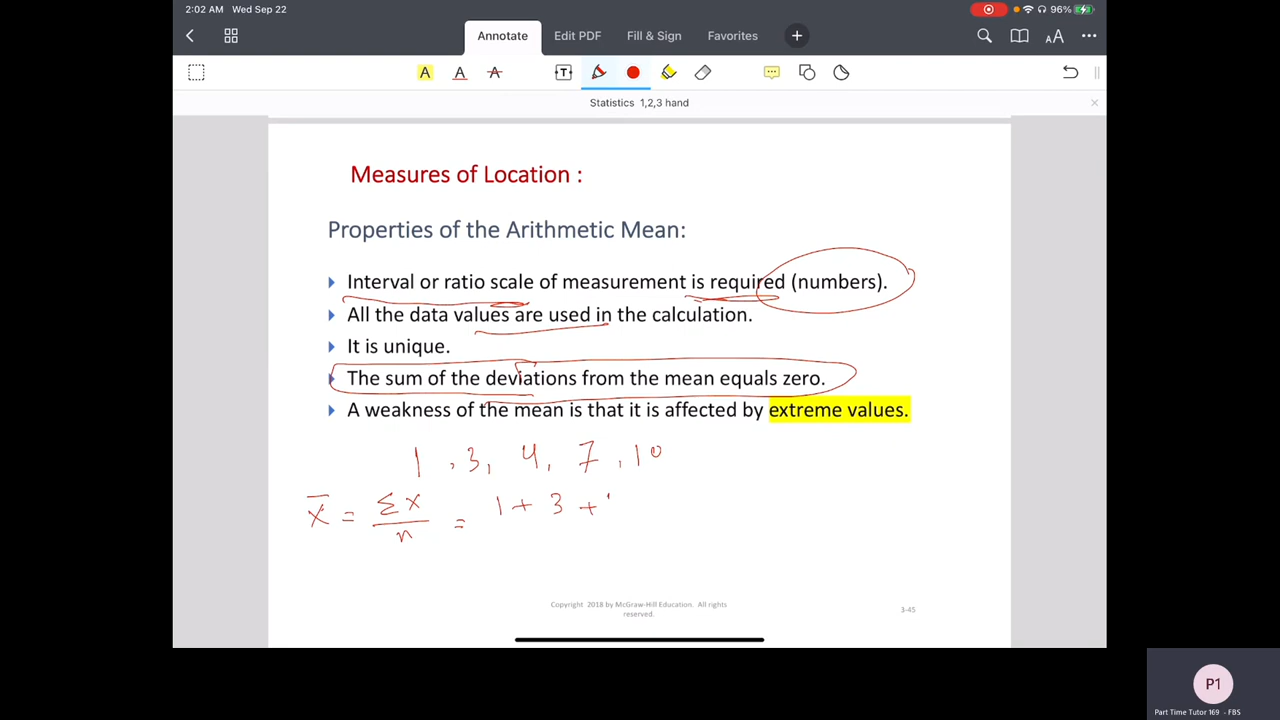 2:02 AM Wed Sep 22
96%
Annotate Edit PDF Fill & Sign Favorites
AA
A A A T
Statistics 1,2,3 hand
Measures of Location :
Properties of the Arithmetic Mean:
Interval or ratio scale of measurement is required (numbers).
All the data values are used in the calculation.
It is unique.
The sum of the deviations from the mean equals zero.
A weakness of the mean is that it is affected by extreme values.
1 , 3, 4, 7, 10
x̄ = Σx / n = 1 + 3 +
Copyright 2018 by McGraw-Hill Education. All rights
reserved.
3-45
P1
Part Time Tutor 169 - FBS